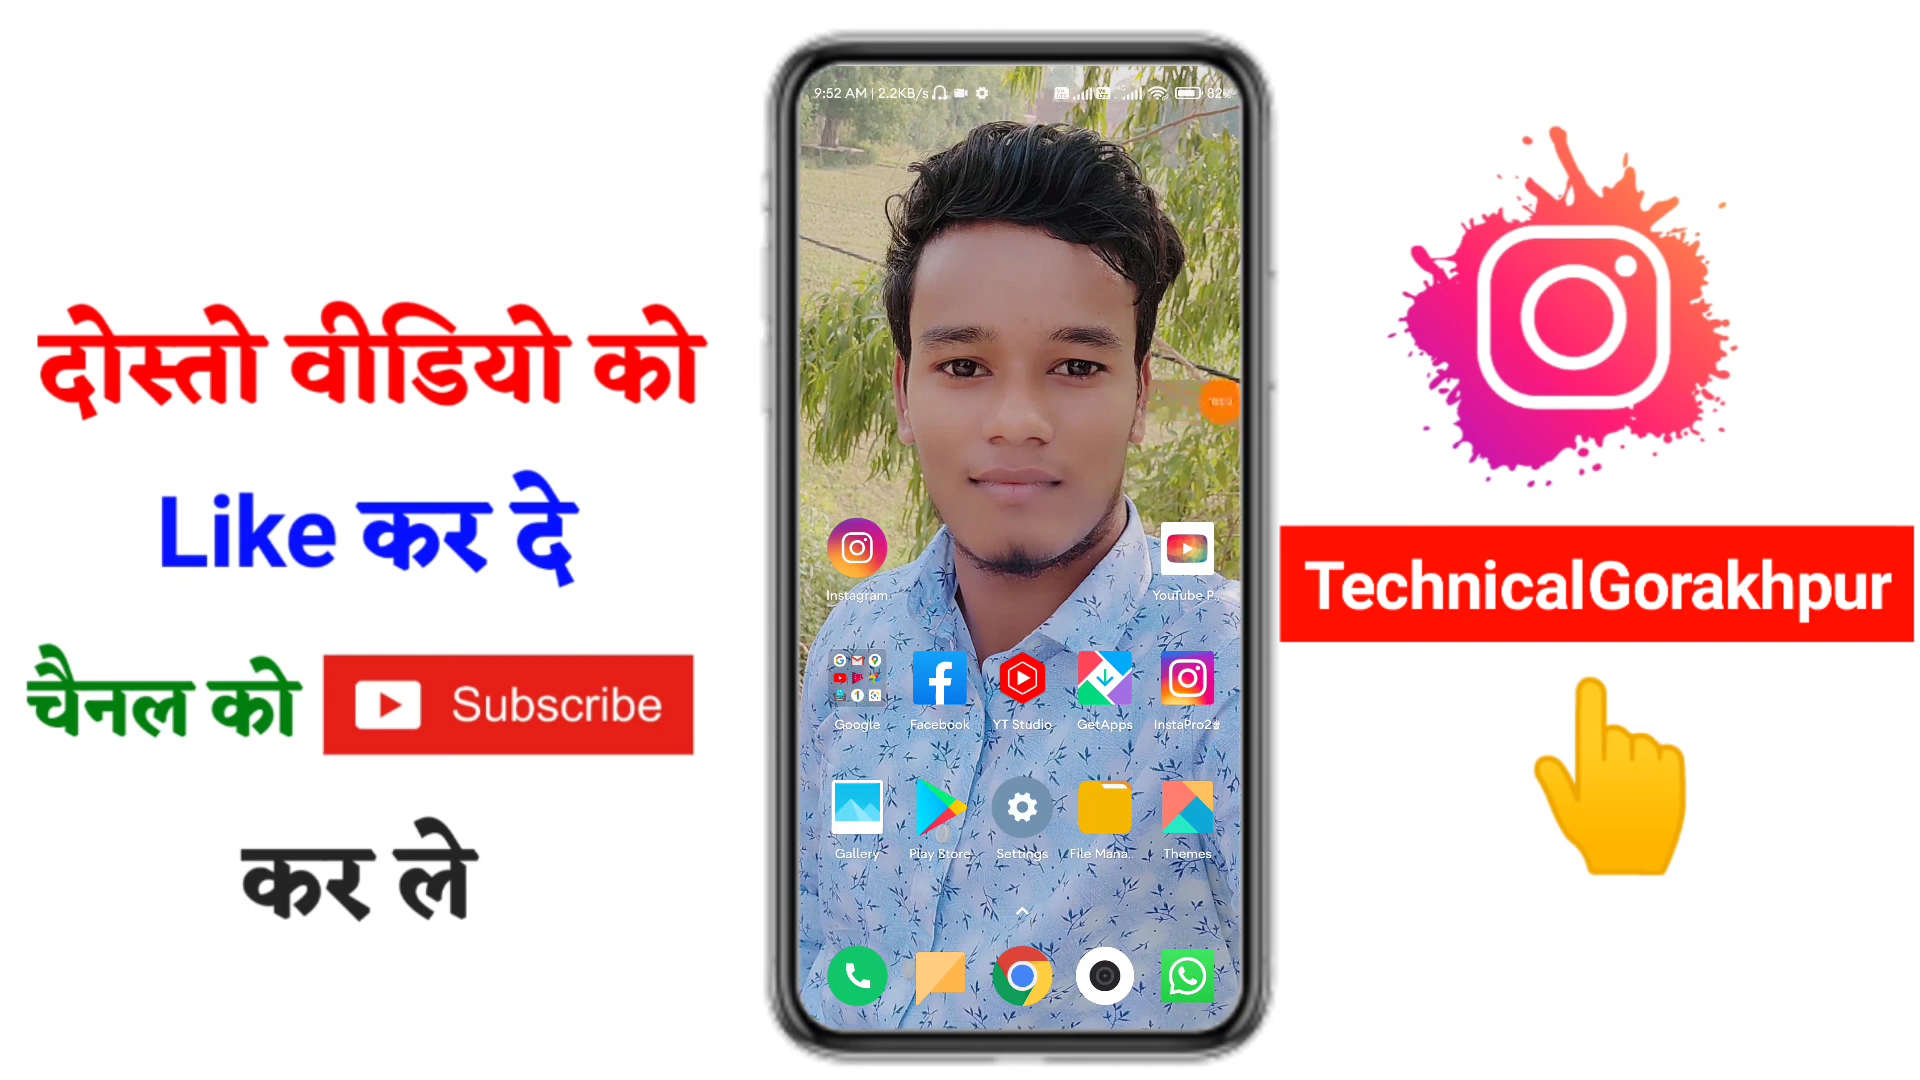 दोस्तो वीडियो को
Like कर दे
चैनल को Subscribe
कर ले
9:52 AM | 2.2KB/s
Instagram
YouTube P..
Google
Facebook
YT Studio
GetApps
InstaPro2
Gallery
Play Store
Settings
File Mana..
Themes
TechnicalGorakhpur